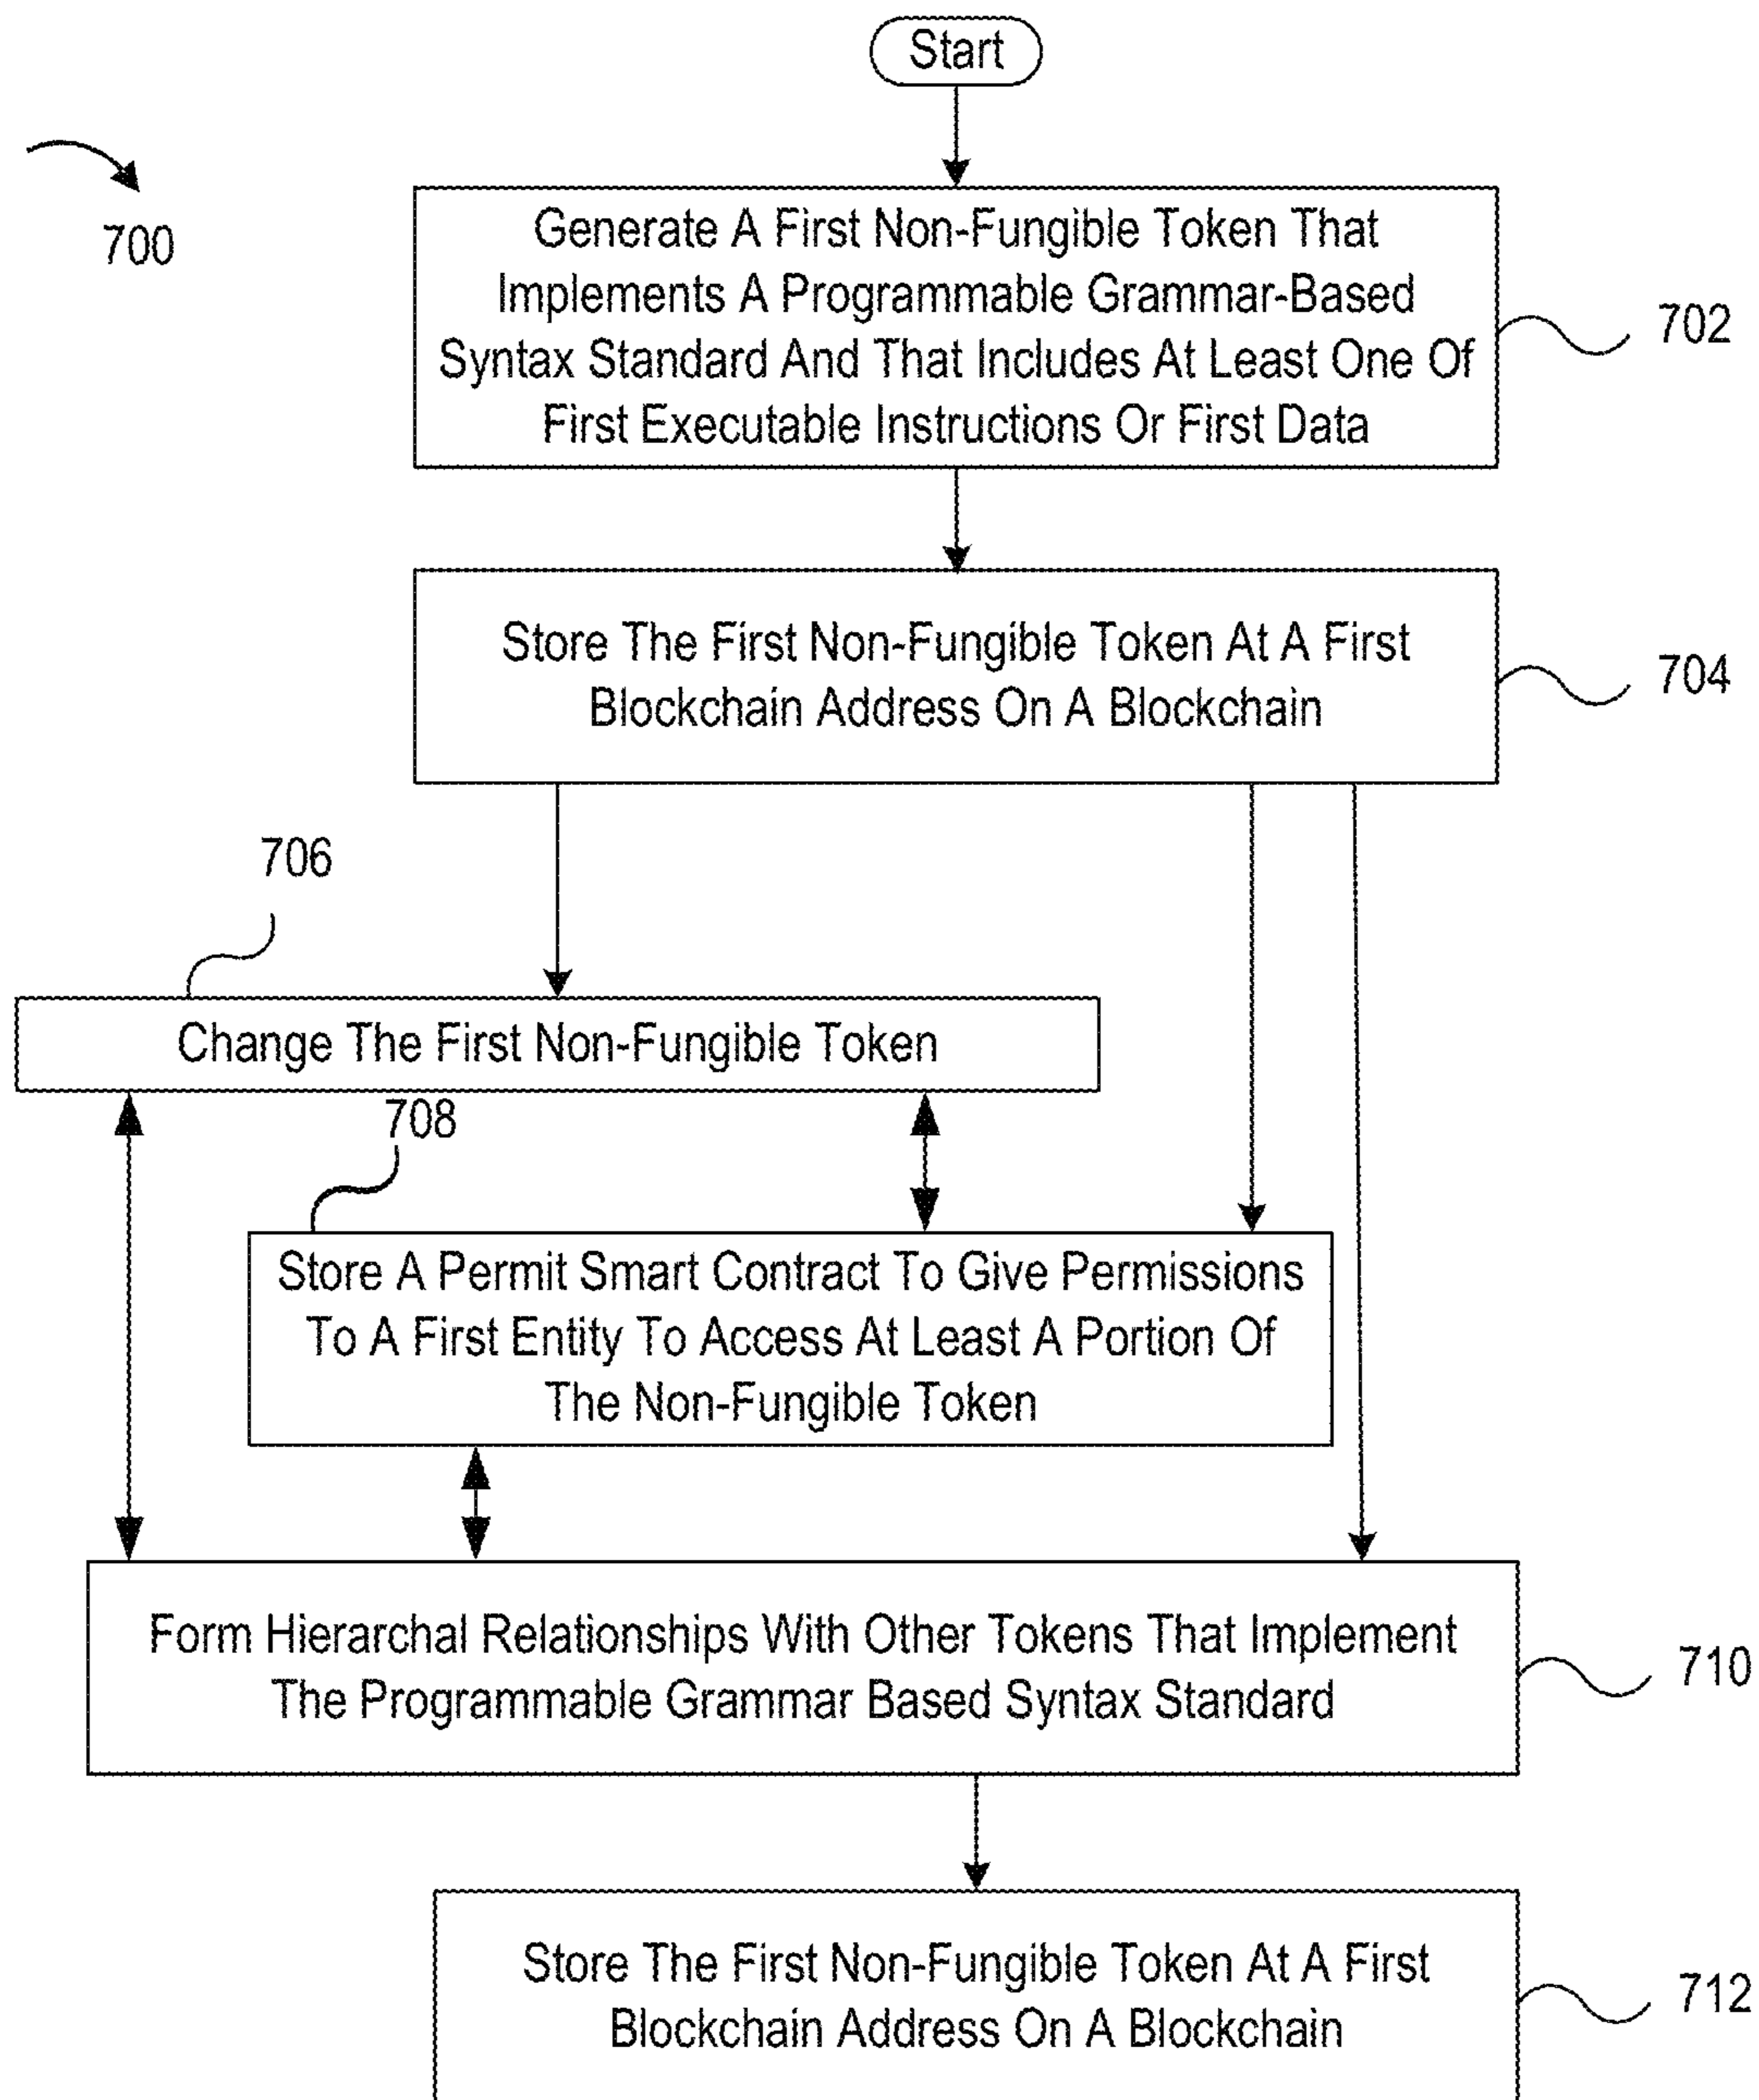 Start
700
Generate A First Non-Fungible Token That
Implements A Programmable Grammar-Based
Syntax Standard And That Includes At Least One Of
First Executable Instructions Or First Data
702
Store The First Non-Fungible Token At A First
Blockchain Address On A Blockchain
704
706
Change The First Non-Fungible Token
708
Store A Permit Smart Contract To Give Permissions
To A First Entity To Access At Least A Portion Of
The Non-Fungible Token
Form Hierarchal Relationships With Other Tokens That Implement
The Programmable Grammar Based Syntax Standard
710
Store The First Non-Fungible Token At A First
Blockchain Address On A Blockchain
712